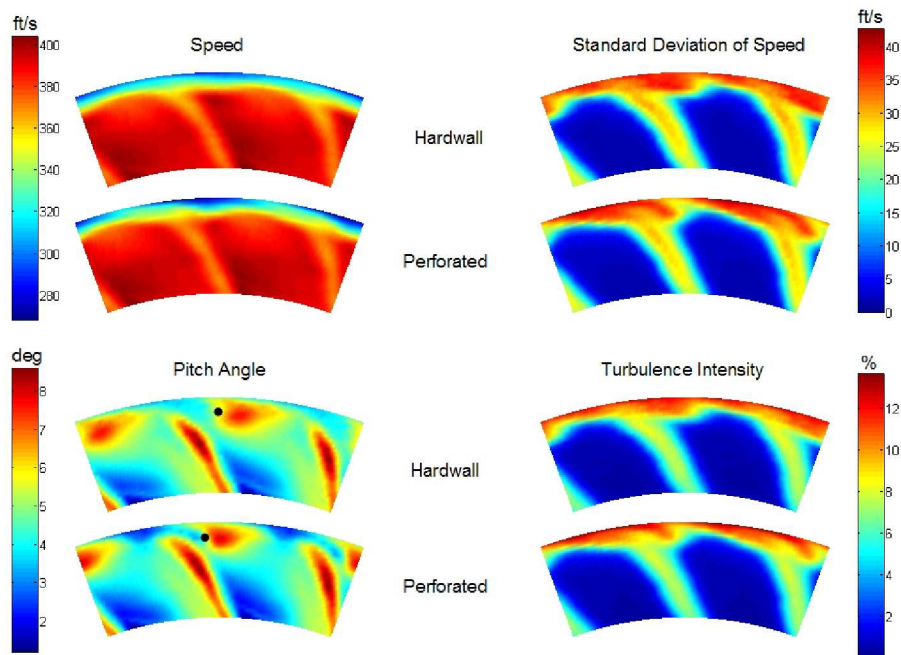 ft/s
Speed
400
380
360
340
320
300
280
Hardwall
Perforated
Standard Deviation of Speed
ft/s
40
35
30
25
20
15
10
5
0
deg
Pitch Angle
8
7
6
5
4
3
2
Hardwall
Perforated
Turbulence Intensity
%
12
10
8
6
4
2